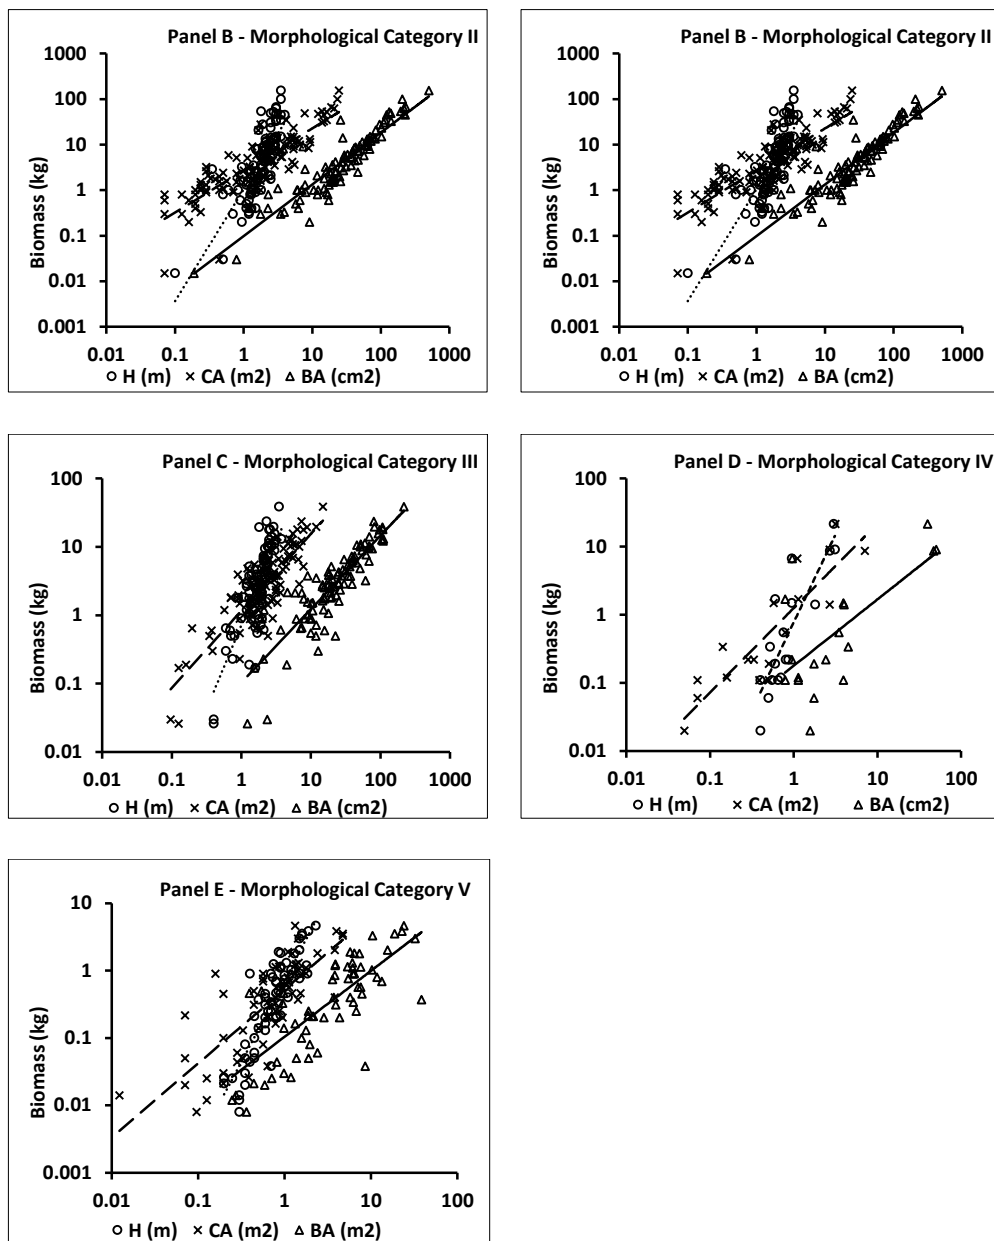 Panel B - Morphological Category II
1000
100
10
1
0.1
0.01
0.001
Biomass (kg)
0.01 0.1 1 10 100 1000
H (m) CA (m2) BA (cm2)
Panel B - Morphological Category II
1000
100
10
1
0.1
0.01
0.001
Biomass (kg)
0.01 0.1 1 10 100 1000
H (m) CA (m2) BA (cm2)
Panel C - Morphological Category III
100
10
1
0.1
0.01
Biomass (kg)
0.01 0.1 1 10 100 1000
H (m) CA (m2) BA (cm2)
Panel D - Morphological Category IV
100
10
1
0.1
0.01
Biomass (kg)
0.01 0.1 1 10 100
H (m) CA (m2) BA (cm2)
Panel E - Morphological Category V
10
1
0.1
0.01
0.001
Biomass (kg)
0.01 0.1 1 10 100
H (m) CA (m2) BA (m2)